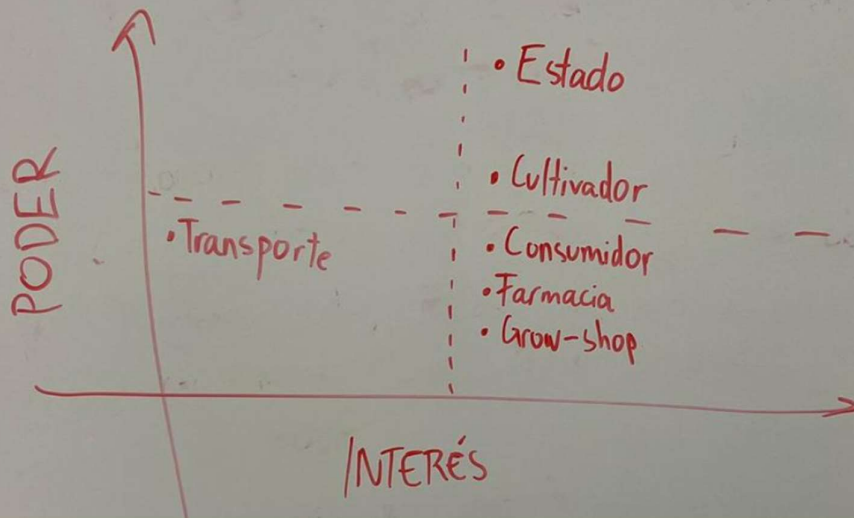 • Estado
• Cultivador
PODER
• Transporte
• Consumidor
• Farmacia
• Grow-shop
INTERÉS